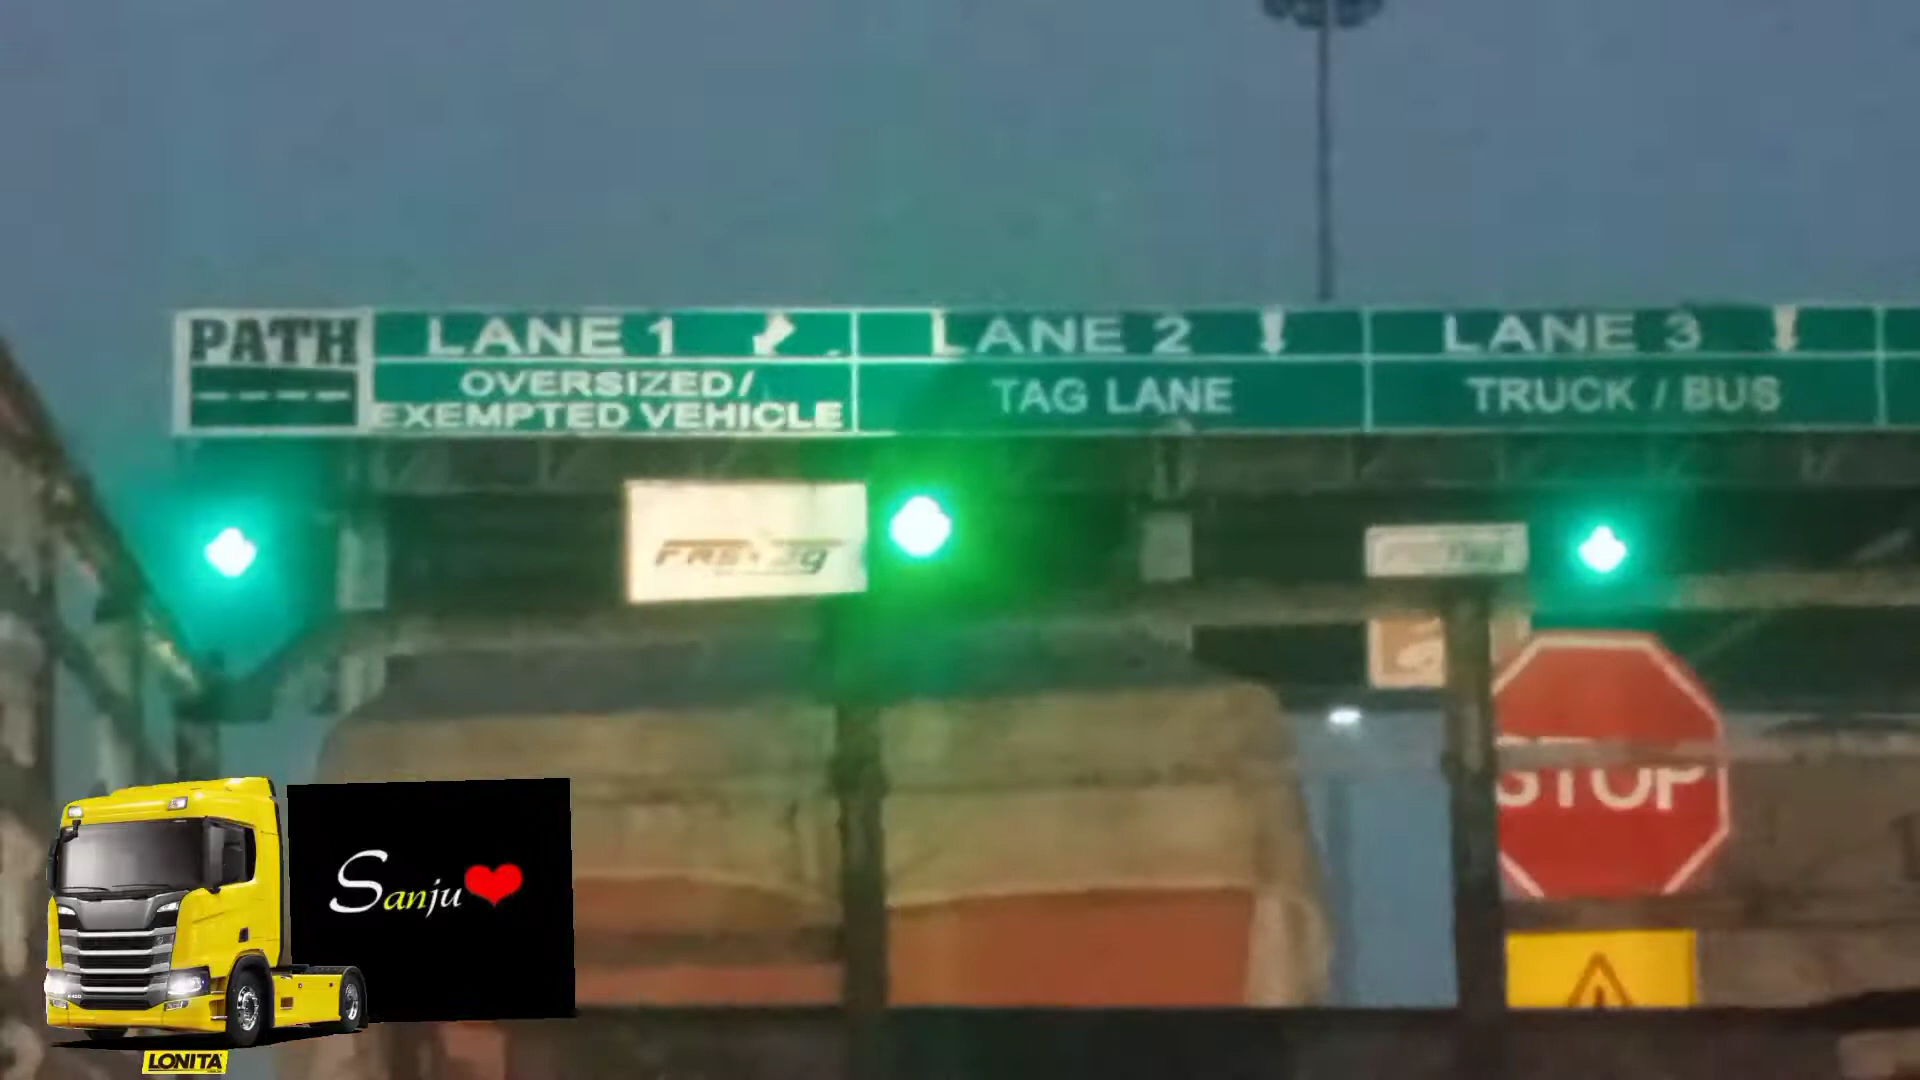 PATH
LANE 1
LANE 2
LANE 3
OVERSIZED/
EXEMPTED VEHICLE
TAG LANE
TRUCK / BUS
STOP
Sanju
LONITA